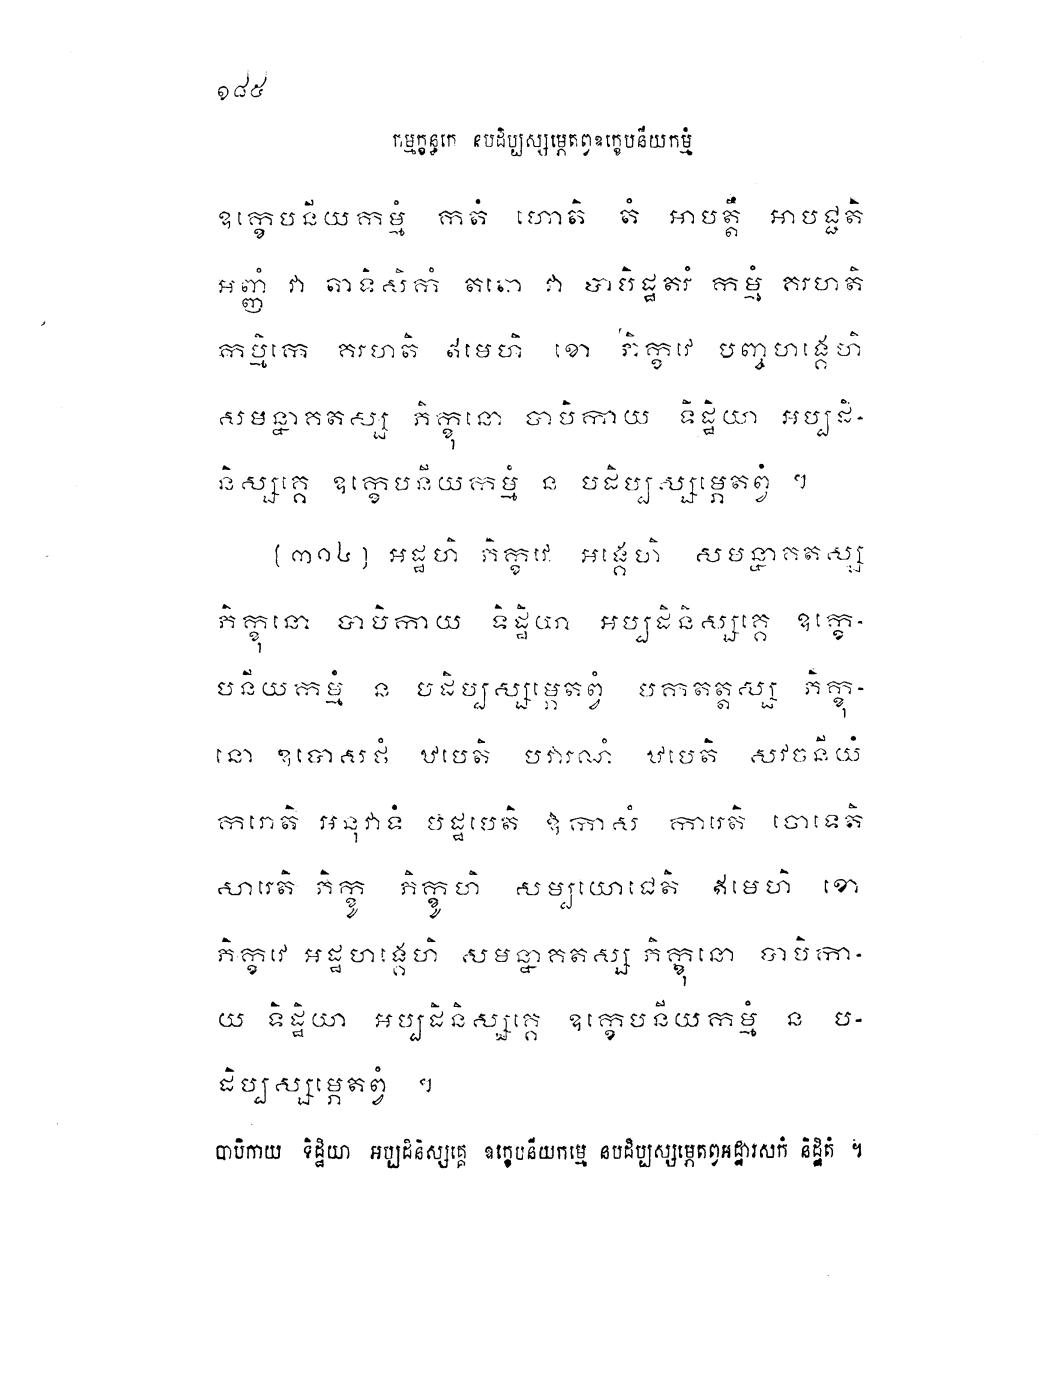 ១៨៥
កម្មក្ខន្ធកេ នបដិប្បស្សម្ភេតព្វឧក្ខេបនីយកម្មំ
ឧក្ខេបនីយកម្មំ កតំ ហោតិ តំ អាបត្តឹ អាបជ្ជតិ
អញ្ញំ វា តាទិសិកំ តតោ វា បាបិដ្ឋតរំ កម្មំ គរហតិ
កម្មិកេ គរហតិ ឥមេហិ ខោ ភិក្ខវេ បញ្ចហង្គេហិ
សមន្នាគតស្ស ភិក្ខុនោ បាបិកាយ ទិដ្ឋិយា អប្បដិ-
និស្សគ្គេ ឧក្ខេបនីយកម្មំ ន បដិប្បស្សម្ភេតព្វំ ។
(៣០៤) អដ្ឋហិ ភិក្ខវេ អង្គេហិ សមន្នាគតស្ស
ភិក្ខុនោ បាបិកាយ ទិដ្ឋិយា អប្បដិនិស្សគ្គេ ឧក្ខេ-
បនីយកម្មំ ន បដិប្បស្សម្ភេតព្វំ បកតត្តស្ស ភិក្ខុ-
នោ ឧបោសថំ ឋបេតិ បវារណំ ឋបេតិ សវចនីយំ
ករោតិ អនុវាទំ បដ្ឋបេតិ ឱកាសំ ការេតិ ចោទេតិ
សារេតិ ភិក្ខូ ភិក្ខូហិ សម្បយោជេតិ ឥមេហិ ខោ
ភិក្ខវេ អដ្ឋហង្គេហិ សមន្នាគតស្ស ភិក្ខុនោ បាបិកា-
យ ទិដ្ឋិយា អប្បដិនិស្សគ្គេ ឧក្ខេបនីយកម្មំ ន ប-
ដិប្បស្សម្ភេតព្វំ ។
បាបិកាយ ទិដ្ឋិយា អប្បដិនិស្សគ្គេ ឧក្ខេបនីយកម្មេ នបដិប្បស្សម្ភេតព្វអដ្ឋារសកំ និដ្ឋិតំ ។